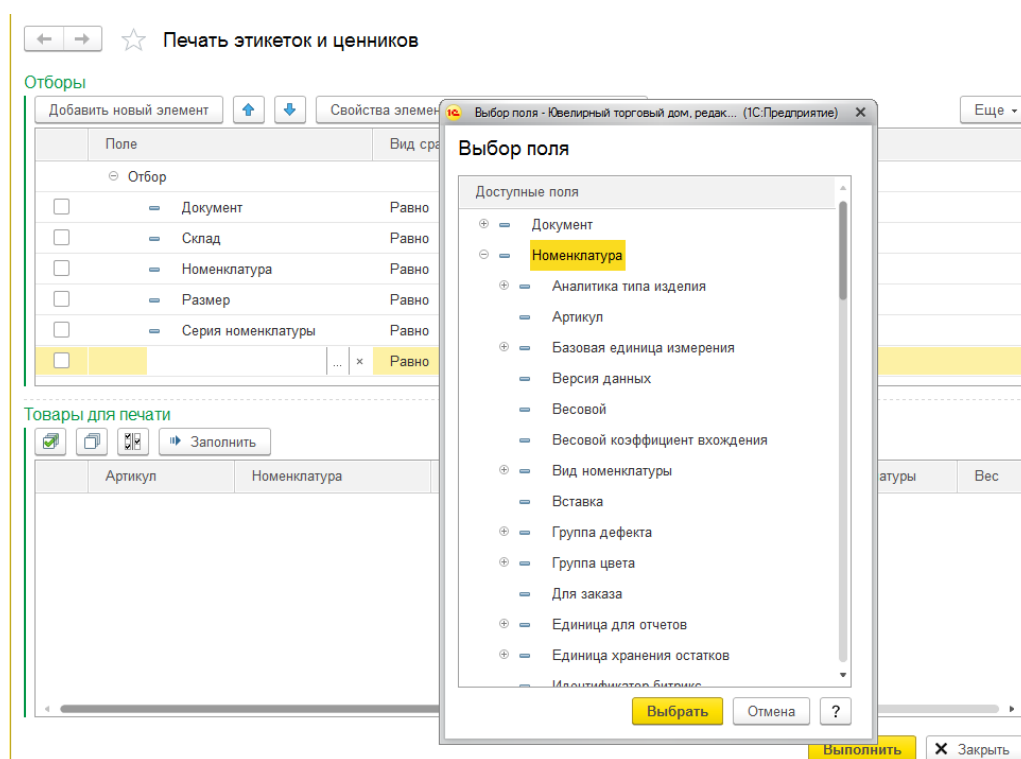 Печать этикеток и ценников
Отборы
Добавить новый элемент
Свойства элемен
Еще
Поле
Вид сра
Отбор
Документ Равно
Склад Равно
Номенклатура Равно
Размер Равно
Серия номенклатуры Равно
... × Равно
Товары для печати
Заполнить
Артикул Номенклатура атуры Вес
Выполнить
Закрыть
1С Выбор поля - Ювелирный торговый дом, редак... (1С:Предприятие)
Выбор поля
Доступные поля
Документ
Номенклатура
Аналитика типа изделия
Артикул
Базовая единица измерения
Версия данных
Весовой
Весовой коэффициент вхождения
Вид номенклатуры
Вставка
Группа дефекта
Группа цвета
Для заказа
Единица для отчетов
Единица хранения остатков
Идентификатор битрикс
Выбрать Отмена ?